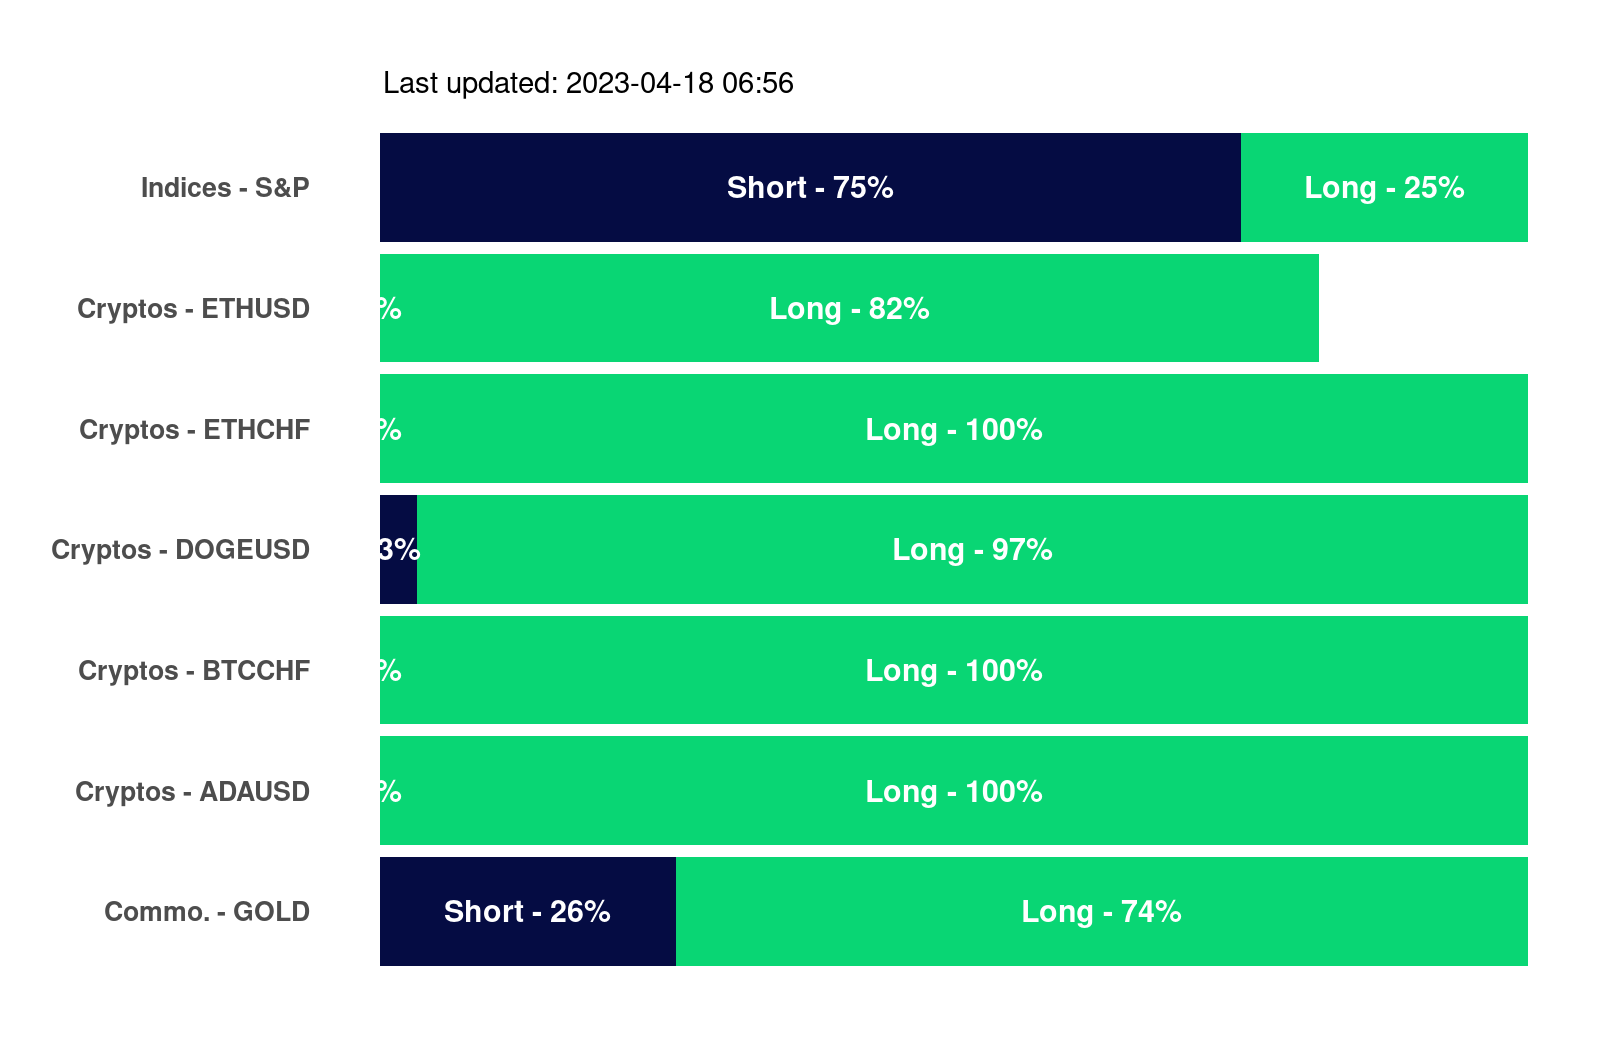 Last updated: 2023-04-18 06:56
Indices - S&P Short - 75% Long - 25%
Cryptos - ETHUSD % Long - 82%
Cryptos - ETHCHF % Long - 100%
Cryptos - DOGEUSD 3% Long - 97%
Cryptos - BTCCHF % Long - 100%
Cryptos - ADAUSD % Long - 100%
Commo. - GOLD Short - 26% Long - 74%